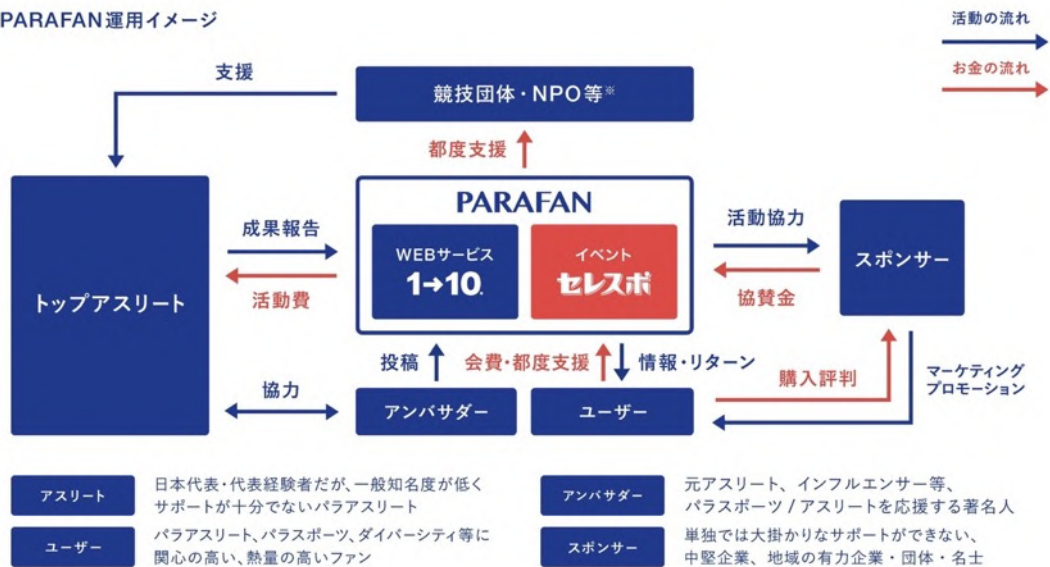 PARAFAN運用イメージ
活動の流れ
お金の流れ
支援
競技団体・NPO等※
都度支援
PARAFAN
WEBサービス
1→10.
イベント
セレスポ
成果報告
活動費
トップアスリート
活動協力
協賛金
スポンサー
投稿
会費・都度支援
情報・リターン
購入評判
マーケティング
プロモーション
協力
アンバサダー
ユーザー
アスリート
日本代表・代表経験者だが、一般知名度が低く
サポートが十分でないパラアスリート
アンバサダー
元アスリート、インフルエンサー等、
パラスポーツ / アスリートを応援する著名人
ユーザー
パラアスリート、パラスポーツ、ダイバーシティ等に
関心の高い、熱量の高いファン
スポンサー
単独では大掛かりなサポートができない、
中堅企業、地域の有力企業・団体・名士